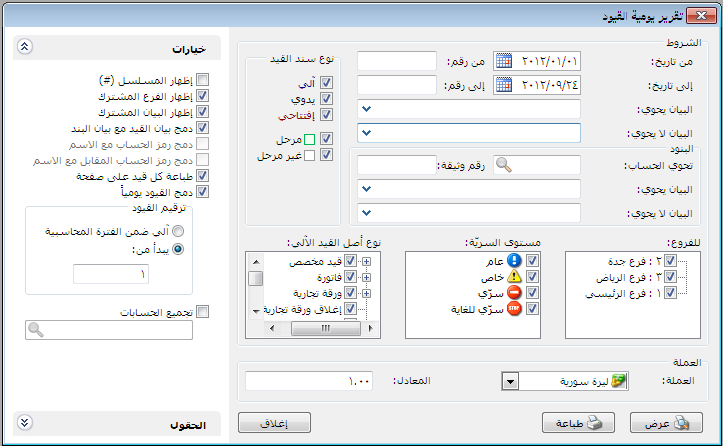 تقرير يومية القيود
الشروط
من تاريخ: ٢٠١٢/٠١/٠١ من رقم:
إلى تاريخ: ٢٠١٢/٠٩/٢٤ إلى رقم:
البيان يحوي:
البيان لا يحوي:
البنود
تحوي الحساب: رقم وثيقة:
البيان يحوي:
البيان لا يحوي:
نوع سند القيد
آلي
يدوي
إفتتاحي
مرحل
غير مرحل
للفروع:
٢ : فرع جدة
٣ : فرع الرياض
١ : فرع الرئيسي
مستوى السريّة:
عام
خاص
سرّي
سرّي للغاية
STOP
نوع أصل القيد الآلي:
قيد مخصص
فاتورة
ورقة تجارية
إغلاق ورقة تجارية
العملة
العملة: ليرة سورية المعادل: ١.٠٠
عرض
طباعة
إغلاق
خيارات
إظهار المسلسل (#)
إظهار الفرع المشترك
إظهار البيان المشترك
دمج بيان القيد مع بيان البند
دمج رمز الحساب مع الاسم
دمج رمز الحساب المقابل مع الاسم
طباعة كل قيد على صفحة
دمج القيود يومياً
ترقيم القيود
آلي ضمن الفترة المحاسبية
يبدأ من:
١
تجميع الحسابات
الحقول